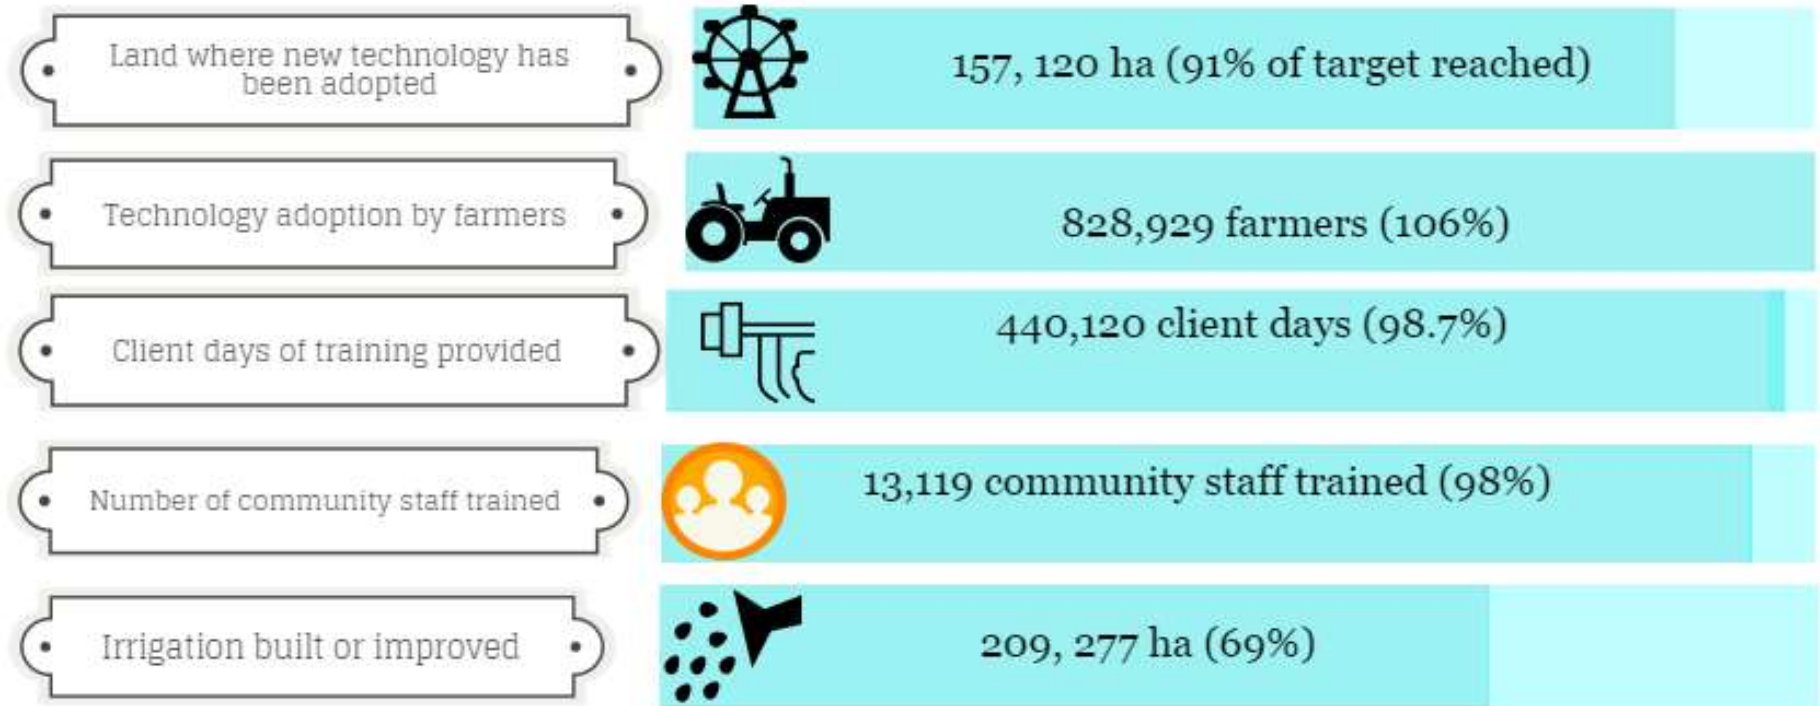 Land where new technology has
been adopted
157, 120 ha (91% of target reached)
Technology adoption by farmers
828,929 farmers (106%)
Client days of training provided
440,120 client days (98.7%)
Number of community staff trained
13,119 community staff trained (98%)
Irrigation built or improved
209, 277 ha (69%)